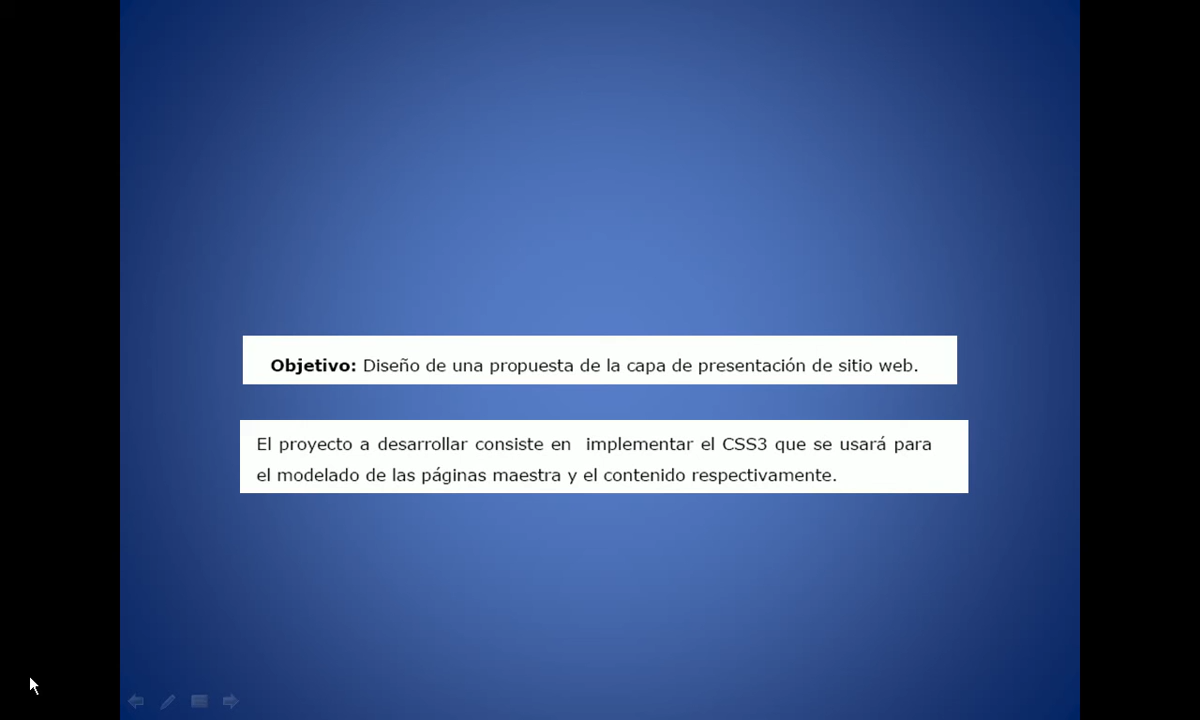 Objetivo: Diseño de una propuesta de la capa de presentación de sitio web.
El proyecto a desarrollar consiste en implementar el CSS3 que se usará para
el modelado de las páginas maestra y el contenido respectivamente.